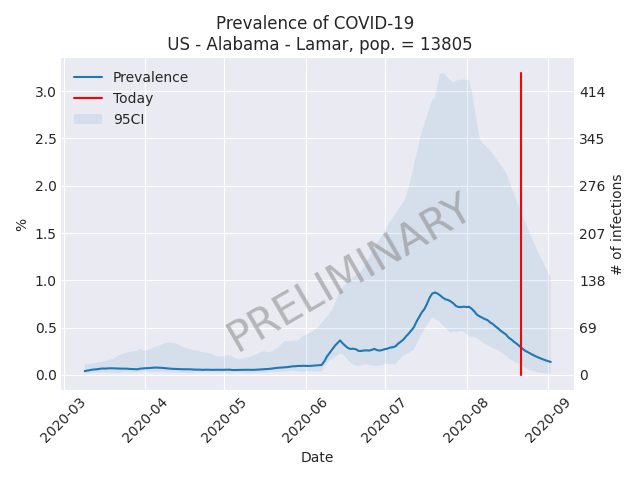 Prevalence of COVID-19
US - Alabama - Lamar, pop. = 13805
Prevalence
Today
95CI
3.0
2.5
2.0
1.5
1.0
0.5
0.0
%
414
345
276
207
138
69
0
# of infections
PRELIMINARY
2020-03
2020-04
2020-05
2020-06
2020-07
2020-08
2020-09
Date